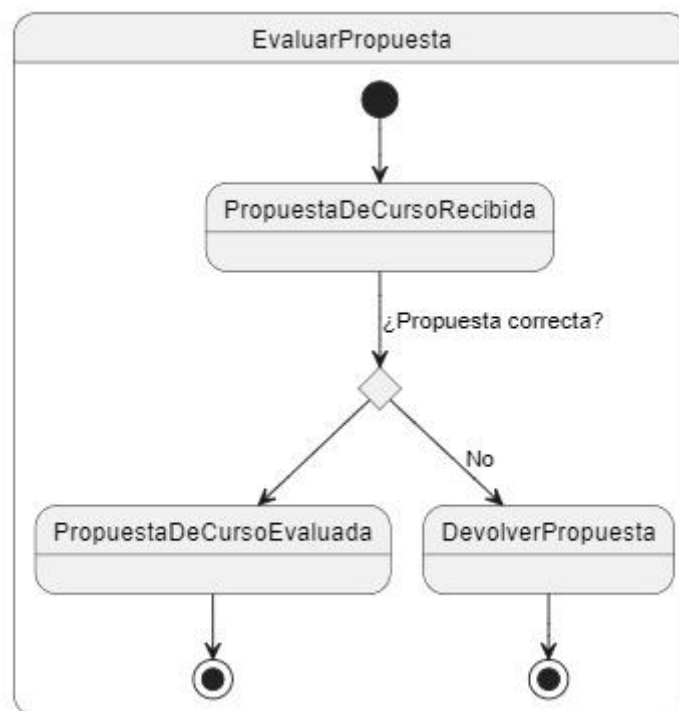 EvaluarPropuesta
PropuestaDeCursoRecibida
¿Propuesta correcta?
No
PropuestaDeCursoEvaluada
DevolverPropuesta